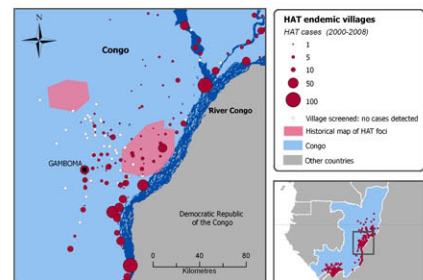 N
Congo
River Congo
GAMBOMA
Democratic Republic
of the Congo
0 20 40 80
Kilometres
HAT endemic villages
HAT cases (2000-2008)
1
5
10
50
100
Village screened: no cases detected
Historical map of HAT foci
Congo
Other countries